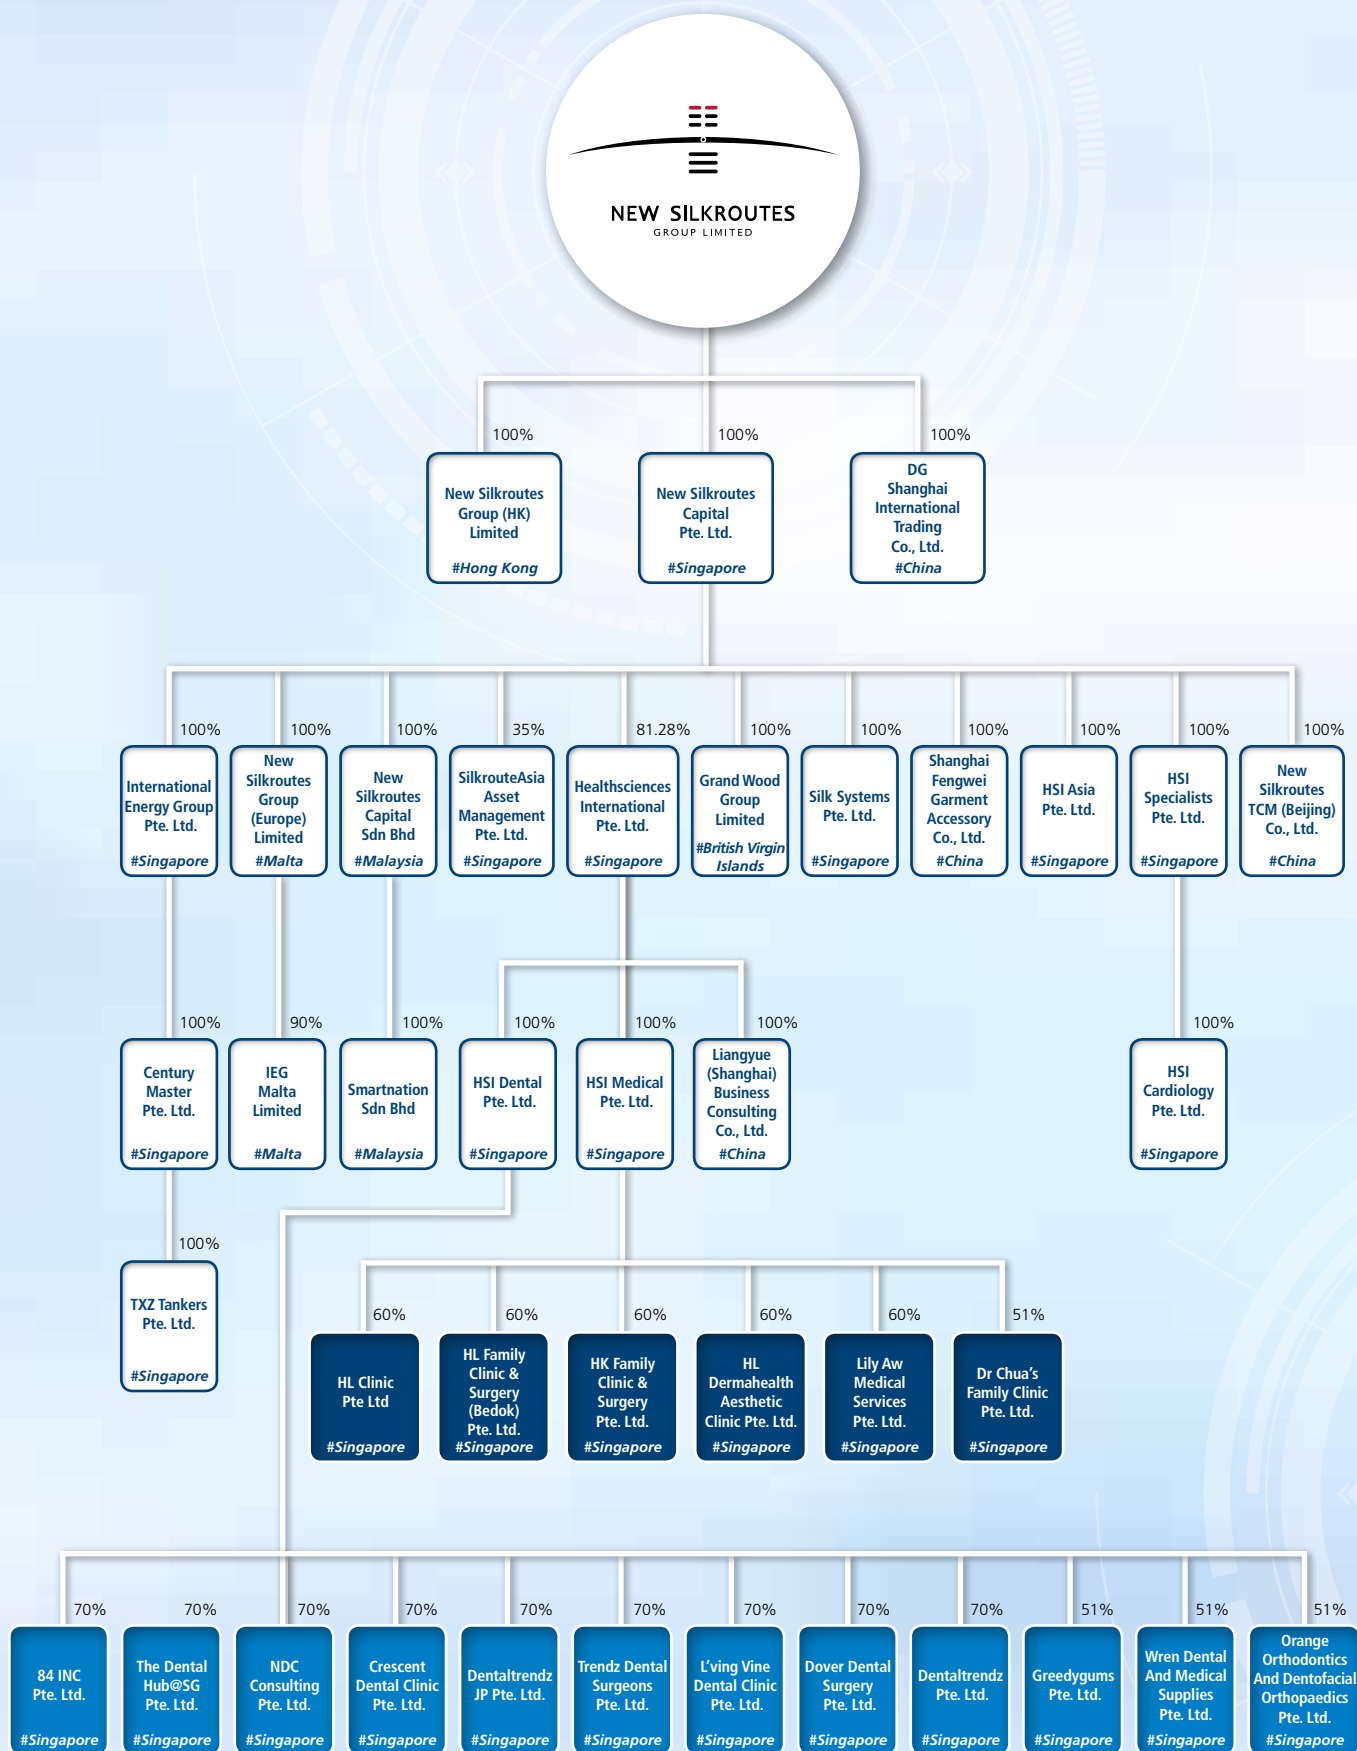 NEW SILKROUTES
GROUP LIMITED
100%
New Silkroutes
Group (HK)
Limited
#Hong Kong
100%
New Silkroutes
Capital
Pte. Ltd.
#Singapore
100%
DG
Shanghai
International
Trading
Co., Ltd.
#China
100%
International
Energy Group
Pte. Ltd.
#Singapore
100%
New
Silkroutes
Group
(Europe)
Limited
#Malta
100%
New
Silkroutes
Capital
Sdn Bhd
#Malaysia
35%
SilkrouteAsia
Asset
Management
Pte. Ltd.
#Singapore
81.28%
Healthsciences
International
Pte. Ltd.
#Singapore
100%
Grand Wood
Group
Limited
#British Virgin
Islands
100%
Silk Systems
Pte. Ltd.
#Singapore
100%
Shanghai
Fengwei
Garment
Accessory
Co., Ltd.
#China
100%
HSI Asia
Pte. Ltd.
#Singapore
100%
HSI
Specialists
Pte. Ltd.
#Singapore
100%
New
Silkroutes
TCM (Beijing)
Co., Ltd.
#China
100%
Century
Master
Pte. Ltd.
#Singapore
90%
IEG
Malta
Limited
#Malta
100%
Smartnation
Sdn Bhd
#Malaysia
100%
HSI Dental
Pte. Ltd.
#Singapore
100%
HSI Medical
Pte. Ltd.
#Singapore
100%
Liangyue
(Shanghai)
Business
Consulting
Co., Ltd.
#China
100%
HSI
Cardiology
Pte. Ltd.
#Singapore
100%
TXZ Tankers
Pte. Ltd.
#Singapore
60%
HL Clinic
Pte Ltd
#Singapore
60%
HL Family
Clinic &
Surgery
(Bedok)
Pte. Ltd.
#Singapore
60%
HK Family
Clinic &
Surgery
Pte. Ltd.
#Singapore
60%
HL
Dermahealth
Aesthetic
Clinic Pte. Ltd.
#Singapore
60%
Lily Aw
Medical
Services
Pte. Ltd.
#Singapore
51%
Dr Chua's
Family Clinic
Pte. Ltd.
#Singapore
70%
84 INC
Pte. Ltd.
#Singapore
70%
The Dental
Hub@SG
Pte. Ltd.
#Singapore
70%
NDC
Consulting
Pte. Ltd.
#Singapore
70%
Crescent
Dental Clinic
Pte. Ltd.
#Singapore
70%
Dentaltrendz
JP Pte. Ltd.
#Singapore
70%
Trendz Dental
Surgeons
Pte. Ltd.
#Singapore
70%
L'ving Vine
Dental Clinic
Pte. Ltd.
#Singapore
70%
Dover Dental
Surgery
Pte. Ltd.
#Singapore
70%
Dentaltrendz
Pte. Ltd.
#Singapore
51%
Greedygums
Pte. Ltd.
#Singapore
51%
Wren Dental
And Medical
Supplies
Pte. Ltd.
#Singapore
51%
Orange
Orthodontics
And Dentofacial
Orthopaedics
Pte. Ltd.
#Singapore